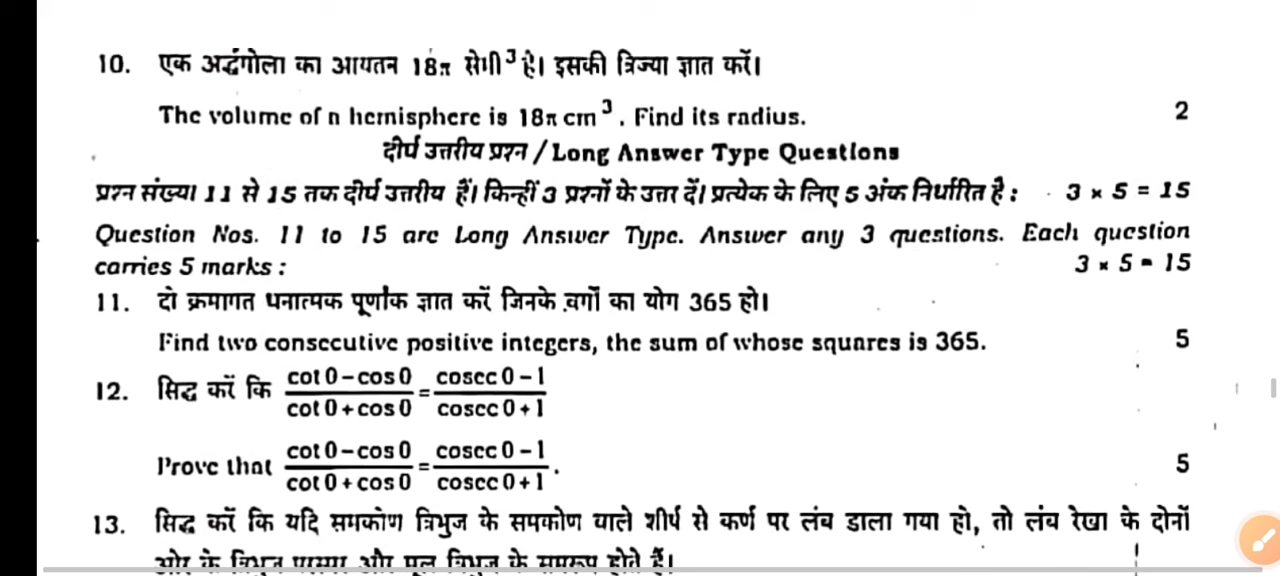 10. एक अर्द्धगोला का आयतन 18π सेमी³ है। इसकी त्रिज्या ज्ञात करें।
The volume of a hemisphere is 18π cm³. Find its radius. 2
दीर्घ उत्तरीय प्रश्न / Long Answer Type Questions
प्रश्न संख्या 11 से 15 तक दीर्घ उत्तरीय हैं। किन्हीं 3 प्रश्नों के उत्तर दें। प्रत्येक के लिए 5 अंक निर्धारित है : 3 × 5 = 15
Question Nos. 11 to 15 are Long Answer Type. Answer any 3 questions. Each question
carries 5 marks : 3 × 5 = 15
11. दो क्रमागत धनात्मक पूर्णांक ज्ञात करें जिनके वर्गों का योग 365 हो।
Find two consecutive positive integers, the sum of whose squares is 365. 5
12. सिद्ध करें कि (cot θ − cos θ)/(cot θ + cos θ) = (cosec θ − 1)/(cosec θ + 1)
Prove that (cot θ − cos θ)/(cot θ + cos θ) = (cosec θ − 1)/(cosec θ + 1). 5
13. सिद्ध करें कि यदि समकोण त्रिभुज के समकोण वाले शीर्ष से कर्ण पर लंब डाला गया हो, तो लंब रेखा के दोनों
ओर के त्रिभुज परस्पर और मूल त्रिभुज के समरूप होते हैं।